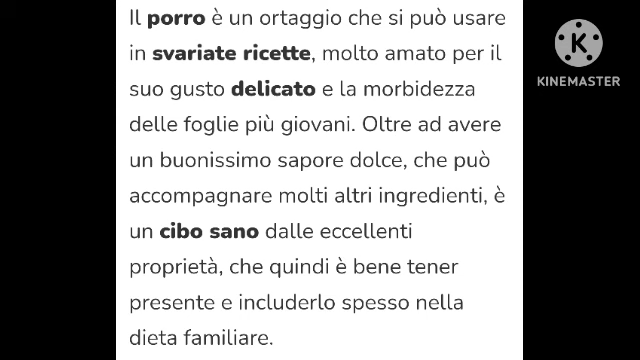 Il porro è un ortaggio che si può usare
in svariate ricette, molto amato per il
suo gusto delicato e la morbidezza
delle foglie più giovani. Oltre ad avere
un buonissimo sapore dolce, che può
accompagnare molti altri ingredienti, è
un cibo sano dalle eccellenti
proprietà, che quindi è bene tener
presente e includerlo spesso nella
dieta familiare.
K
KINEMASTER